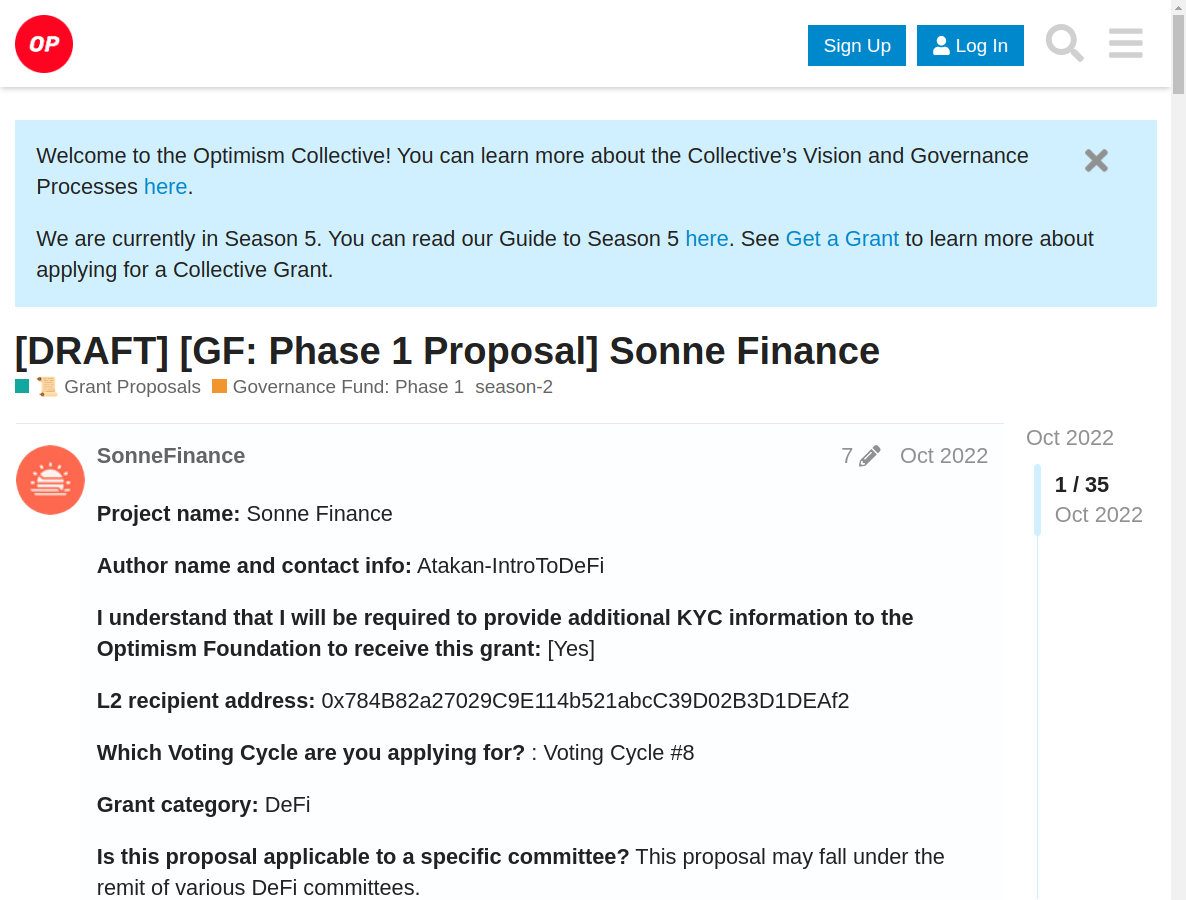 OP
Sign Up
Log In
Welcome to the Optimism Collective! You can learn more about the Collective’s Vision and Governance
Processes here.
We are currently in Season 5. You can read our Guide to Season 5 here. See Get a Grant to learn more about
applying for a Collective Grant.
[DRAFT] [GF: Phase 1 Proposal] Sonne Finance
Grant Proposals Governance Fund: Phase 1 season-2
SonneFinance 7 Oct 2022
Oct 2022
1 / 35
Oct 2022
Project name: Sonne Finance
Author name and contact info: Atakan-IntroToDeFi
I understand that I will be required to provide additional KYC information to the
Optimism Foundation to receive this grant: [Yes]
L2 recipient address: 0x784B82a27029C9E114b521abcC39D02B3D1DEAf2
Which Voting Cycle are you applying for? : Voting Cycle #8
Grant category: DeFi
Is this proposal applicable to a specific committee? This proposal may fall under the
remit of various DeFi committees.